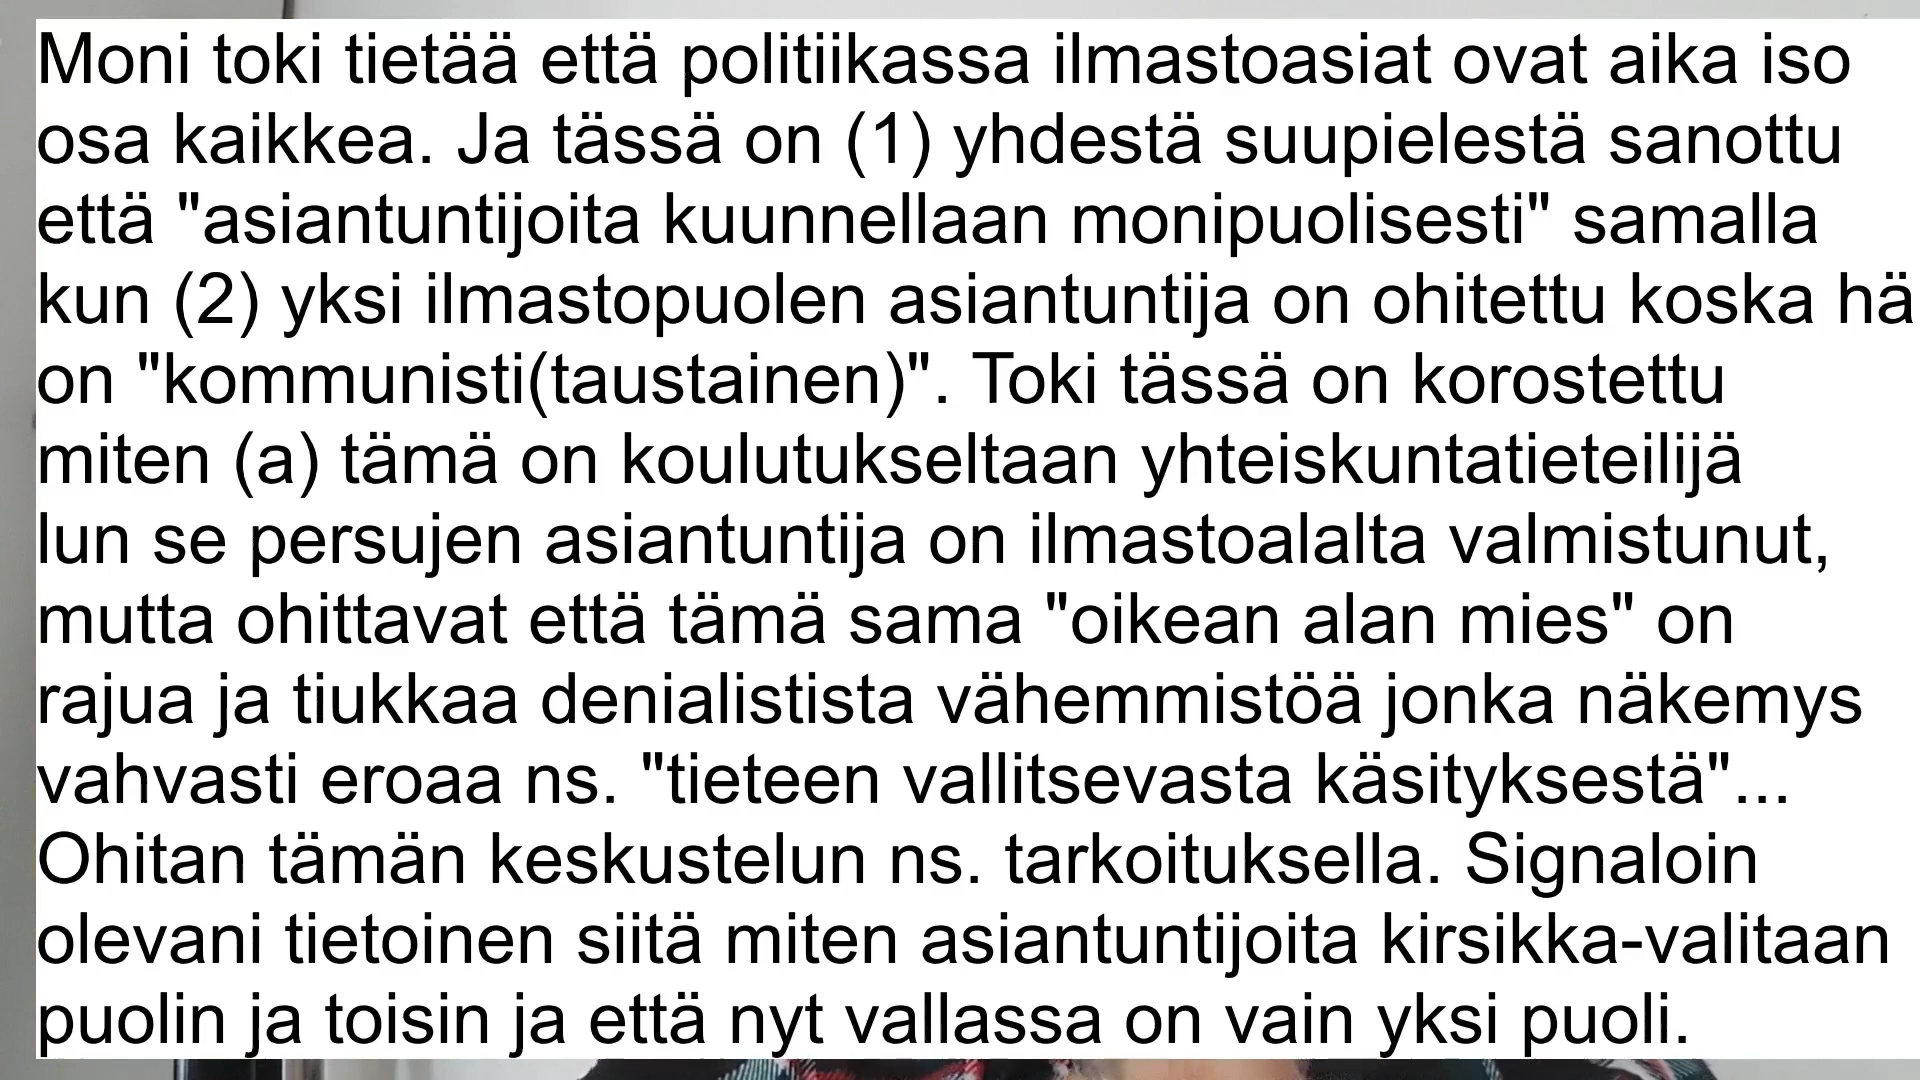 Moni toki tietää että politiikassa ilmastoasiat ovat aika iso
osa kaikkea. Ja tässä on (1) yhdestä suupielestä sanottu
että "asiantuntijoita kuunnellaan monipuolisesti" samalla
kun (2) yksi ilmastopuolen asiantuntija on ohitettu koska hä
on "kommunisti(taustainen)". Toki tässä on korostettu
miten (a) tämä on koulutukseltaan yhteiskuntatieteilijä
lun se persujen asiantuntija on ilmastoalalta valmistunut,
mutta ohittavat että tämä sama "oikean alan mies" on
rajua ja tiukkaa denialistista vähemmistöä jonka näkemys
vahvasti eroaa ns. "tieteen vallitsevasta käsityksestä"...
Ohitan tämän keskustelun ns. tarkoituksella. Signaloin
olevani tietoinen siitä miten asiantuntijoita kirsikka-valitaan
puolin ja toisin ja että nyt vallassa on vain yksi puoli.